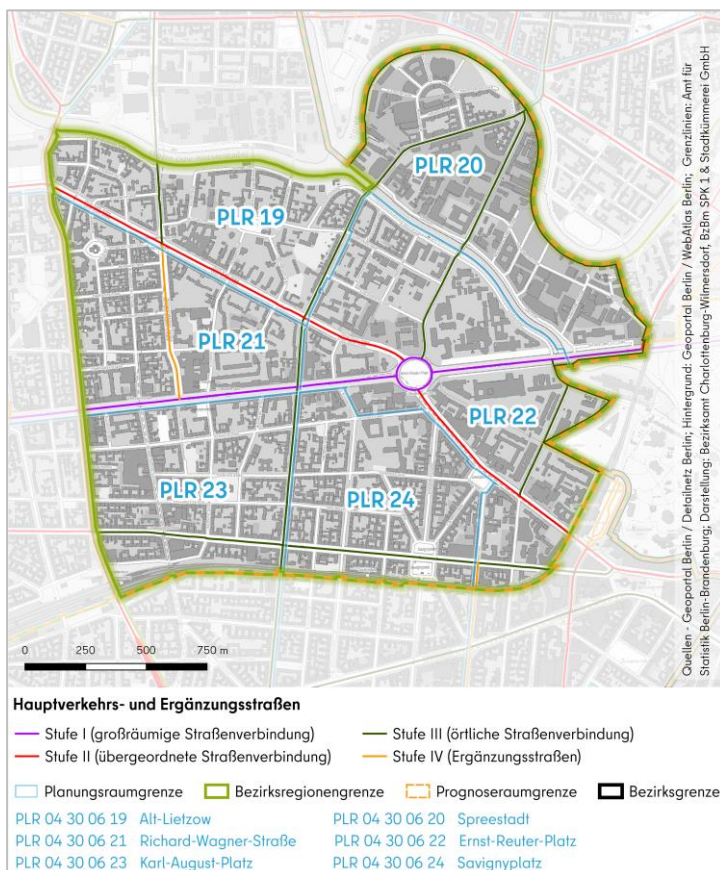 PLR 20
PLR 19
PLR 21
PLR 22
PLR 23
PLR 24
0 250 500 750 m
Quellen - Geoportal Berlin / Detailnetz Berlin; Hintergrund: Geoportal Berlin / WebAtlas Berlin; Grenzlinien: Amt für
Statistik Berlin-Brandenburg; Darstellung: Bezirksamt Charlottenburg-Wilmersdorf, BzBm SPK 1 & Stadtkümmerei GmbH
Hauptverkehrs- und Ergänzungsstraßen
Stufe I (großräumige Straßenverbindung) Stufe III (örtliche Straßenverbindung)
Stufe II (übergeordnete Straßenverbindung) Stufe IV (Ergänzungsstraßen)
Planungsraumgrenze Bezirksregionengrenze Prognoseraumgrenze Bezirksgrenze
PLR 04 30 06 19 Alt-Lietzow PLR 04 30 06 20 Spreestadt
PLR 04 30 06 21 Richard-Wagner-Straße PLR 04 30 06 22 Ernst-Reuter-Platz
PLR 04 30 06 23 Karl-August-Platz PLR 04 30 06 24 Savignyplatz